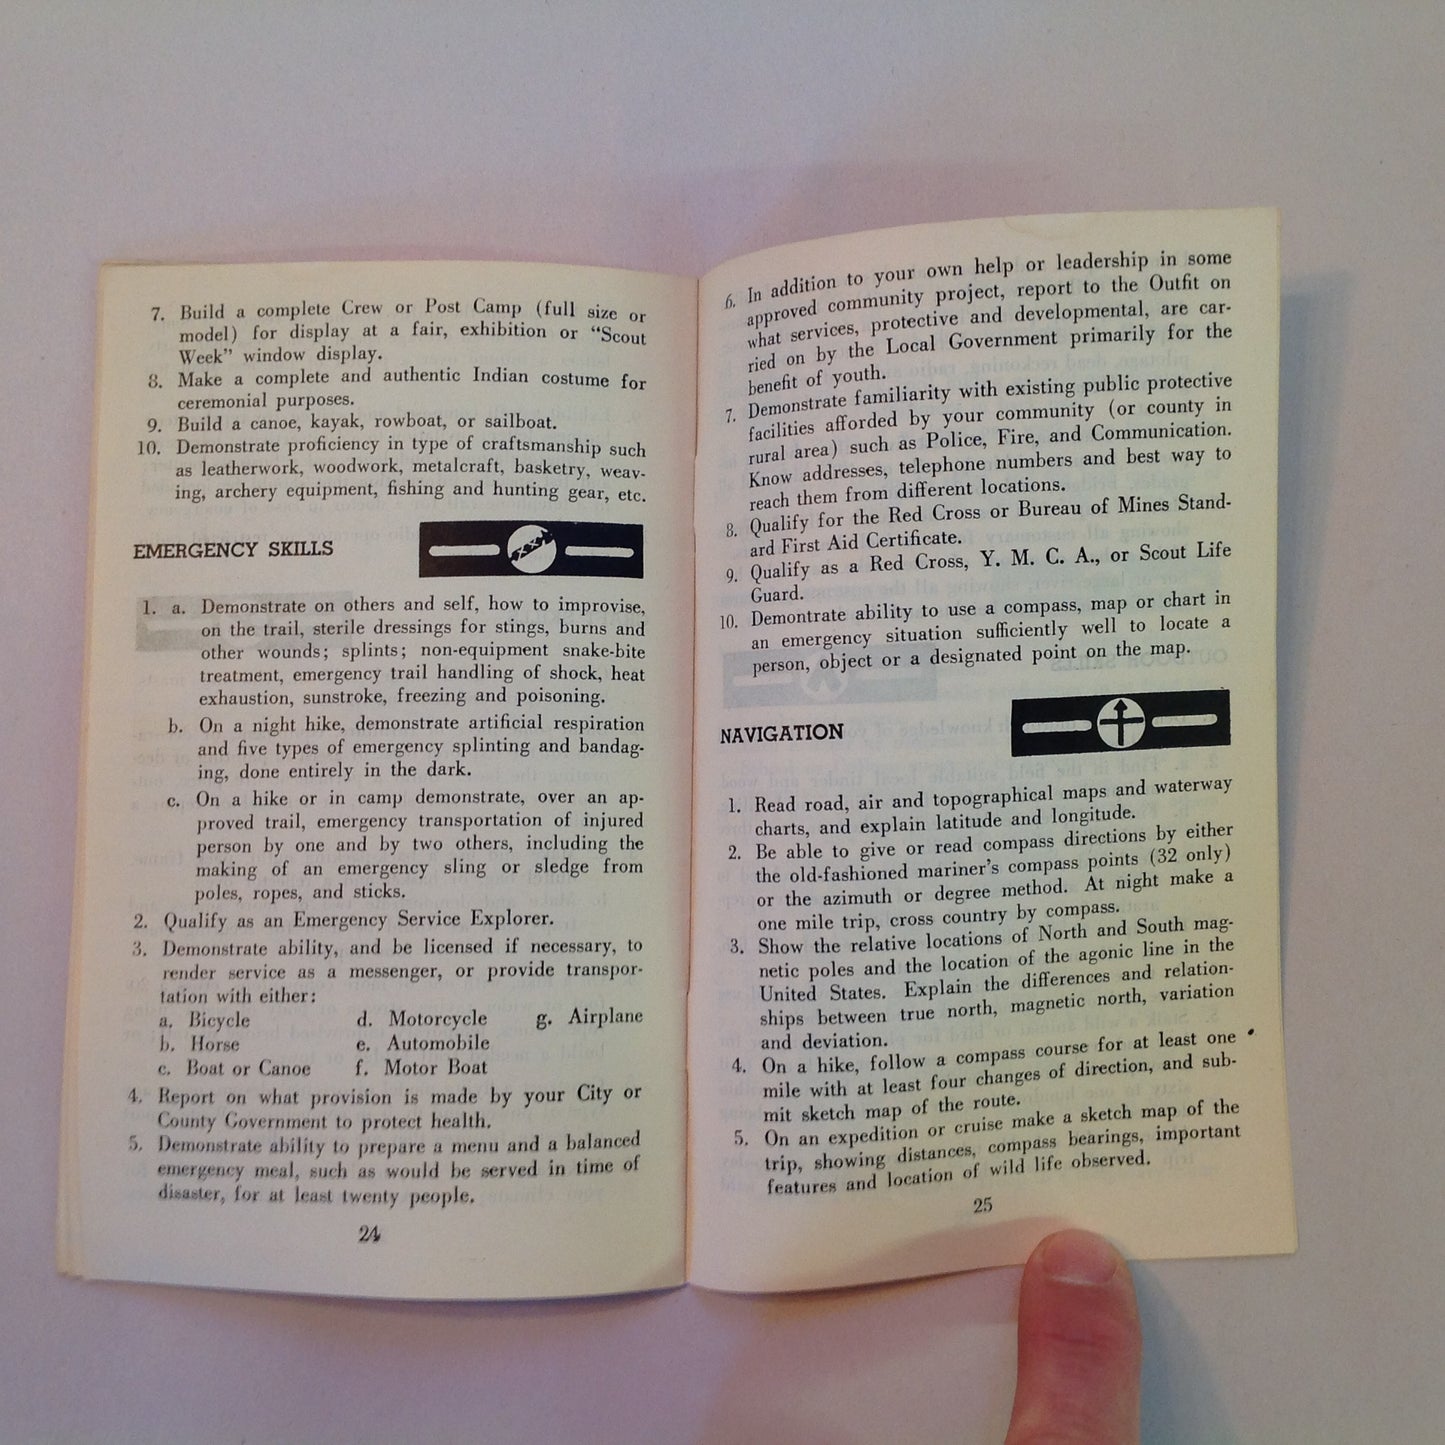 7. Build a complete Crew or Post Camp (full size or
model) for display at a fair, exhibition or "Scout
Week" window display.
8. Make a complete and authentic Indian costume for
ceremonial purposes.
9. Build a canoe, kayak, rowboat, or sailboat.
10. Demonstrate proficiency in type of craftsmanship such
as leatherwork, woodwork, metalcraft, basketry, weav-
ing, archery equipment, fishing and hunting gear, etc.
EMERGENCY SKILLS
1. a. Demonstrate on others and self, how to improvise,
on the trail, sterile dressings for stings, burns and
other wounds; splints; non-equipment snake-bite
treatment, emergency trail handling of shock, heat
exhaustion, sunstroke, freezing and poisoning.
b. On a night hike, demonstrate artificial respiration
and five types of emergency splinting and bandag-
ing, done entirely in the dark.
c. On a hike or in camp demonstrate, over an ap-
proved trail, emergency transportation of injured
person by one and by two others, including the
making of an emergency sling or sledge from
poles, ropes, and sticks.
2. Qualify as an Emergency Service Explorer.
3. Demonstrate ability, and be licensed if necessary, to
render service as a messenger, or provide transpor-
tation with either:
a. Bicycle d. Motorcycle g. Airplane
b. Horse e. Automobile
c. Boat or Canoe f. Motor Boat
4. Report on what provision is made by your City or
County Government to protect health.
5. Demonstrate ability to prepare a menu and a balanced
emergency meal, such as would be served in time of
disaster, for at least twenty people.
24
6. In addition to your own help or leadership in some
approved community project, report to the Outfit on
what services, protective and developmental, are car-
ried on by the Local Government primarily for the
benefit of youth.
7. Demonstrate familiarity with existing public protective
facilities afforded by your community (or county in
rural area) such as Police, Fire, and Communication.
Know addresses, telephone numbers and best way to
reach them from different locations.
8. Qualify for the Red Cross or Bureau of Mines Stand-
ard First Aid Certificate.
9. Qualify as a Red Cross, Y. M. C. A., or Scout Life
Guard.
10. Demontrate ability to use a compass, map or chart in
an emergency situation sufficiently well to locate a
person, object or a designated point on the map.
NAVIGATION
1. Read road, air and topographical maps and waterway
charts, and explain latitude and longitude.
2. Be able to give or read compass directions by either
the old-fashioned mariner's compass points (32 only)
or the azimuth or degree method. At night make a
one mile trip, cross country by compass.
3. Show the relative locations of North and South mag-
netic poles and the location of the agonic line in the
United States. Explain the differences and relation-
ships between true north, magnetic north, variation
and deviation.
4. On a hike, follow a compass course for at least one
mile with at least four changes of direction, and sub-
mit sketch map of the route.
5. On an expedition or cruise make a sketch map of the
trip, showing distances, compass bearings, important
features and location of wild life observed.
25